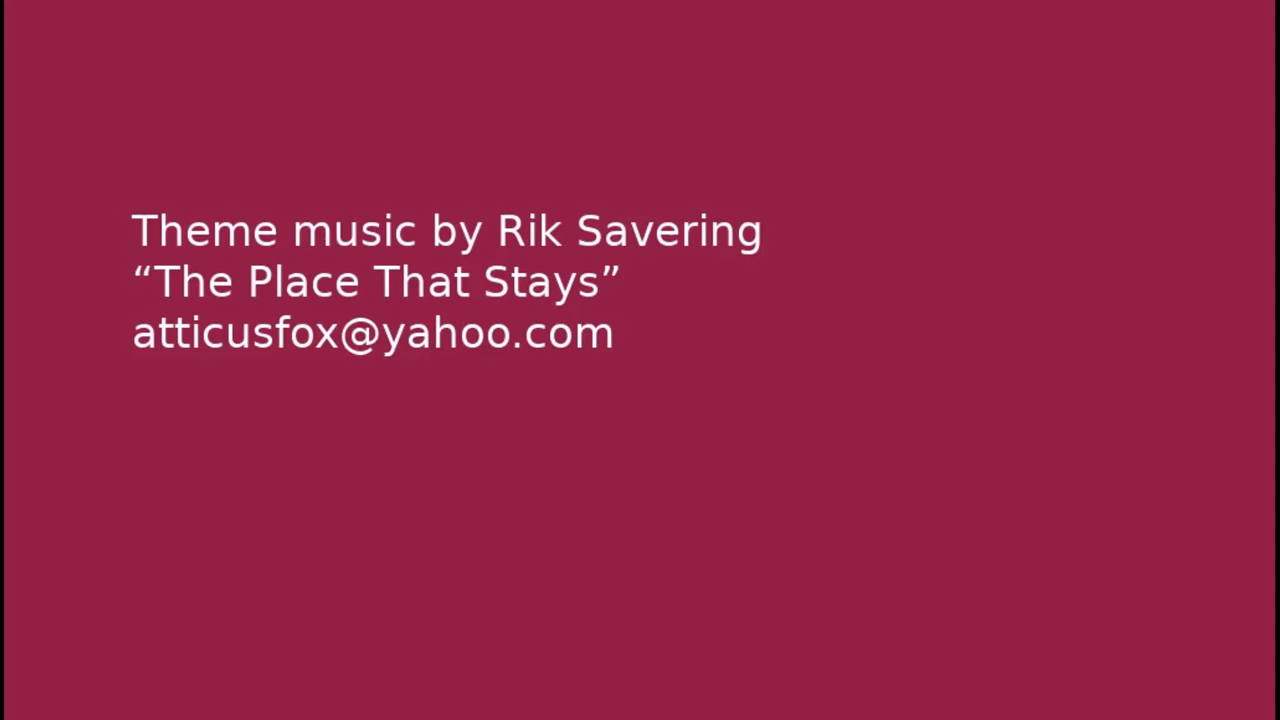 Theme music by Rik Savering
“The Place That Stays”
atticusfox@yahoo.com